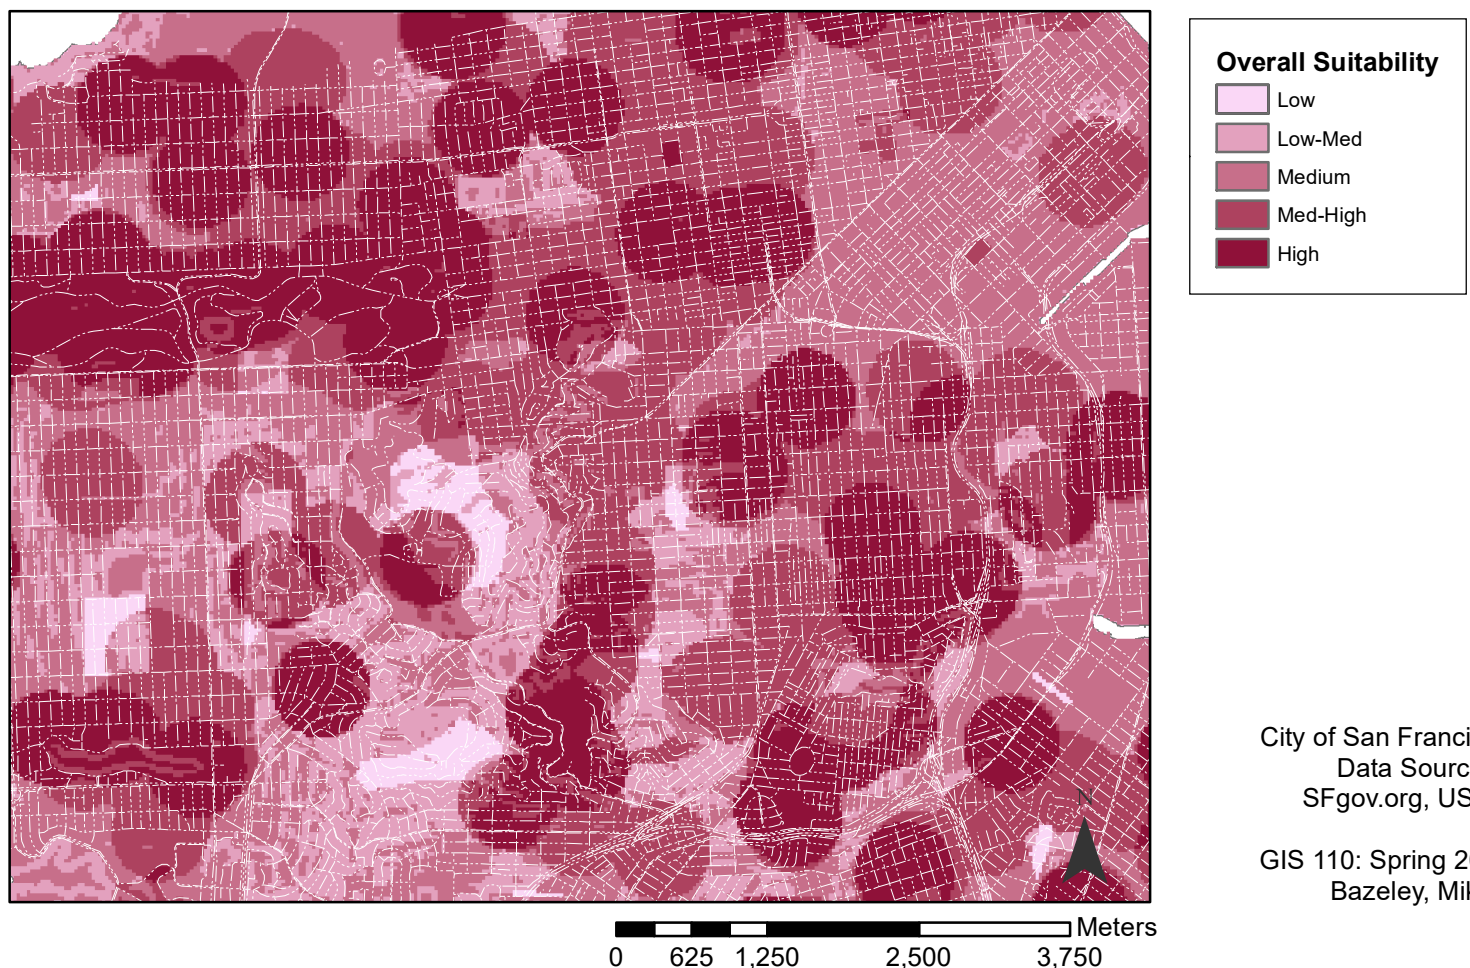 Overall Suitability
Low
Low-Med
Medium
Med-High
High
City of San Franci
Data Sourc
SFgov.org, US
GIS 110: Spring 2
Bazeley, Mi
N
Meters
0 625 1,250 2,500 3,750